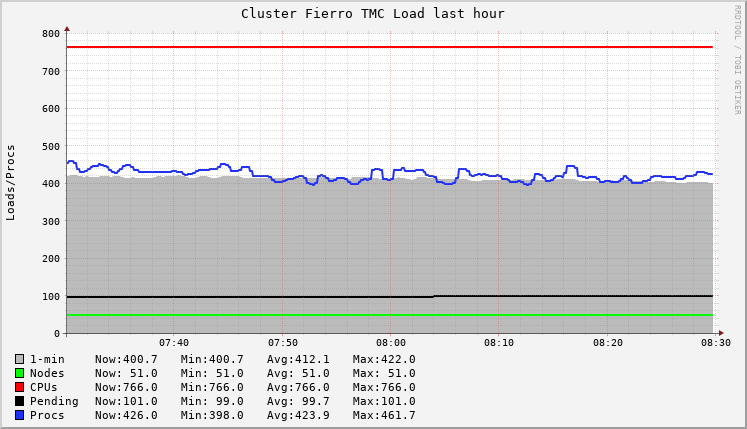 Cluster Fierro TMC Load last hour
RRDTOOL / TOBI OETIKER
Loads/Procs
800
700
600
500
400
300
200
100
0
07:40 07:50 08:00 08:10 08:20 08:30
1-min Now:400.7 Min:400.7 Avg:412.1 Max:422.0
Nodes Now: 51.0 Min: 51.0 Avg: 51.0 Max: 51.0
CPUs Now:766.0 Min:766.0 Avg:766.0 Max:766.0
Pending Now:101.0 Min: 99.0 Avg: 99.7 Max:101.0
Procs Now:426.0 Min:398.0 Avg:423.9 Max:461.7